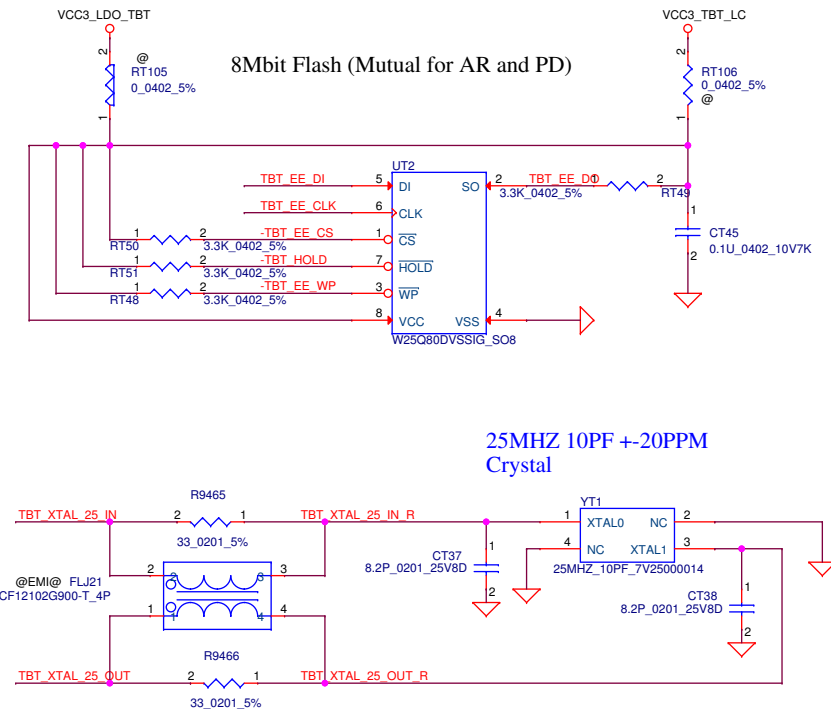 VCC3_LDO_TBT
VCC3_TBT_LC
2
@
RT105
0_0402_5%
1
8Mbit Flash (Mutual for AR and PD)
2
RT106
0_0402_5%
@
1
UT2
TBT_EE_DI
5
DI
SO
2
TBT_EE_DO
1
2
3.3K_0402_5%
RT49
TBT_EE_CLK
6
CLK
1
2
-TBT_EE_CS
1
CS
RT50
3.3K_0402_5%
1
CT45
0.1U_0402_10V7K
2
1
2
-TBT_HOLD
7
HOLD
RT51
3.3K_0402_5%
1
2
-TBT_EE_WP
3
WP
RT48
3.3K_0402_5%
8
VCC
VSS
4
W25Q80DVSSIG_SO8
25MHZ 10PF +-20PPM
Crystal
R9465
TBT_XTAL_25_IN
2
1
TBT_XTAL_25_IN_R
33_0201_5%
YT1
1
XTAL0
NC
2
4
NC
XTAL1
3
25MHZ_10PF_7V25000014
CT37
8.2P_0201_25V8D
1
2
CT38
8.2P_0201_25V8D
1
2
@EMI@ FLJ21
CF12102G900-T_4P
2
2
3
3
1
1
4
4
R9466
TBT_XTAL_25_OUT
2
1
TBT_XTAL_25_OUT_R
33_0201_5%